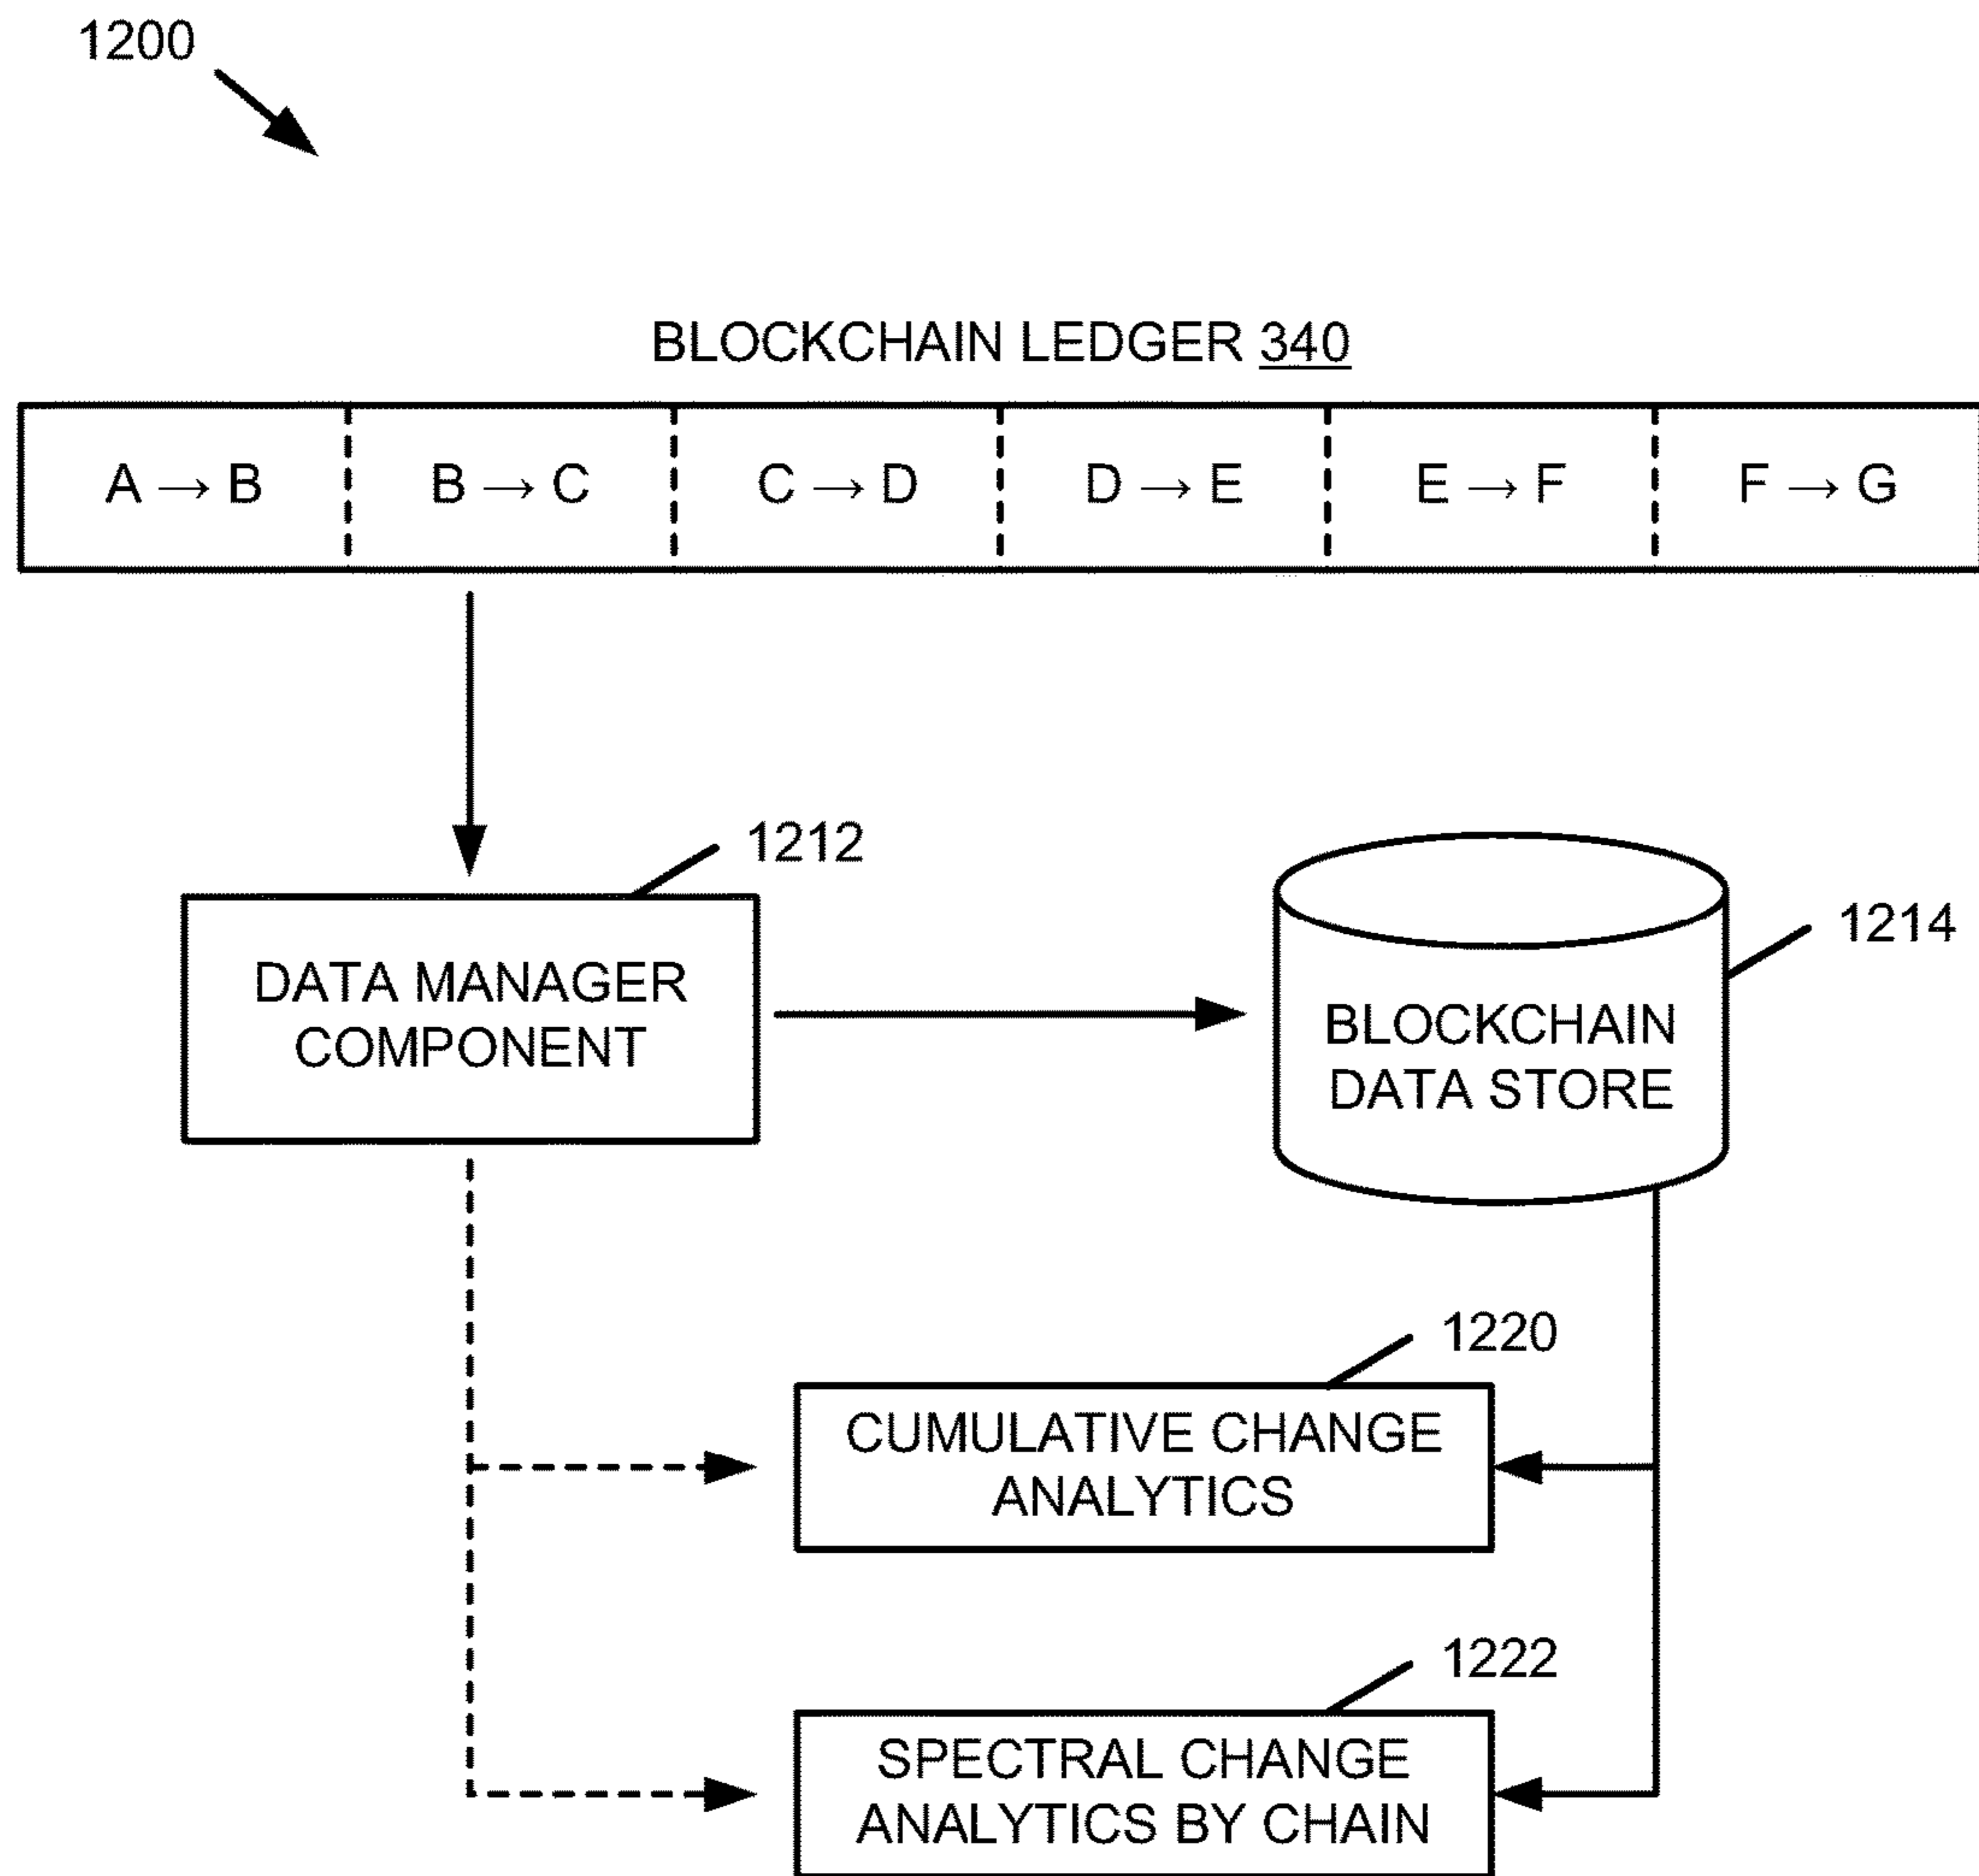 1200
BLOCKCHAIN LEDGER 340
A → B B → C C → D D → E E → F F → G
1212
DATA MANAGER
COMPONENT
1214
BLOCKCHAIN
DATA STORE
1220
CUMULATIVE CHANGE
ANALYTICS
1222
SPECTRAL CHANGE
ANALYTICS BY CHAIN